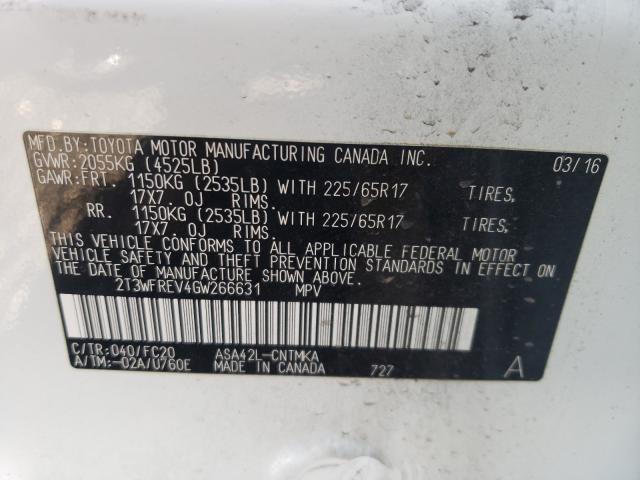 MFD.BY:TOYOTA MOTOR MANUFACTURING CANADA INC. 03/16
GVWR:2055KG (4525LB)
GAWR:FRT. 1150KG (2535LB) WITH 225/65R17 TIRES,
17X7.0J RIMS.
RR. 1150KG (2535LB) WITH 225/65R17 TIRES,
17X7.0J RIMS.
THIS VEHICLE CONFORMS TO ALL APPLICABLE FEDERAL MOTOR
VEHICLE SAFETY AND THEFT PREVENTION STANDARDS IN
EFFECT ON THE DATE OF MANUFACTURE SHOWN ABOVE.
2T3WFREV4GW266631 MPV
C/TR:040/FC20 ASA42L-CNTMKA
A/TM:-02A/U760E MADE IN CANADA 727 A